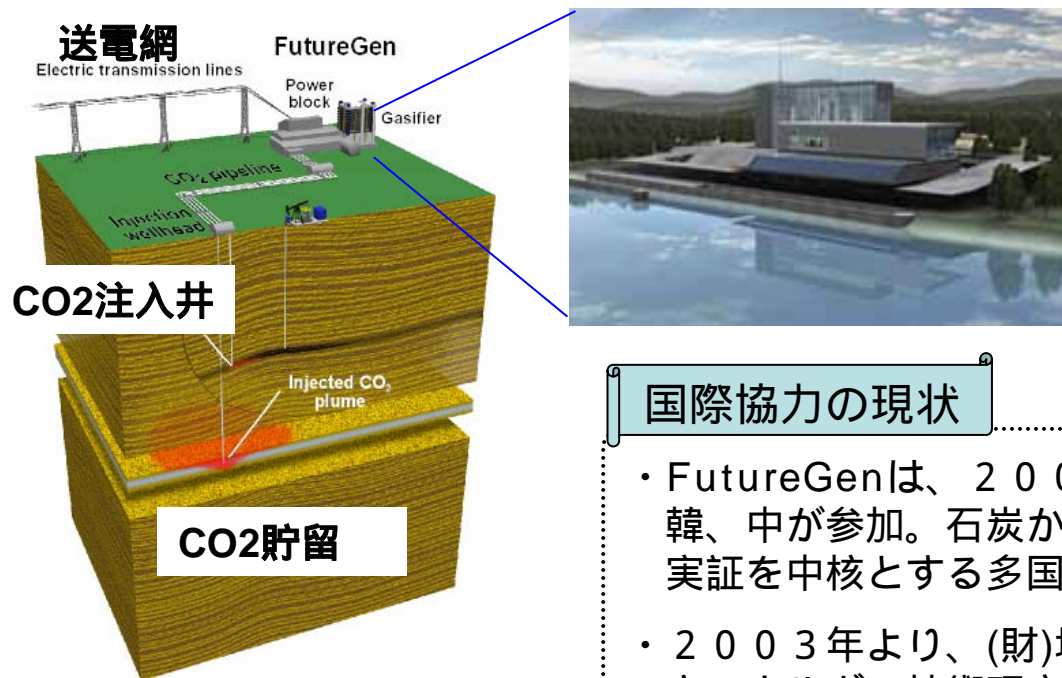 送電網
Electric transmission lines
FutureGen
Power
block
Gasifier
CO₂ pipeline
Injection
wellhead
CO2注入井
Injected CO₂
plume
CO2貯留
国際協力の現状
・FutureGenは、２０
韓、中が参加。石炭か
実証を中核とする多国
・２００３年より、(財)